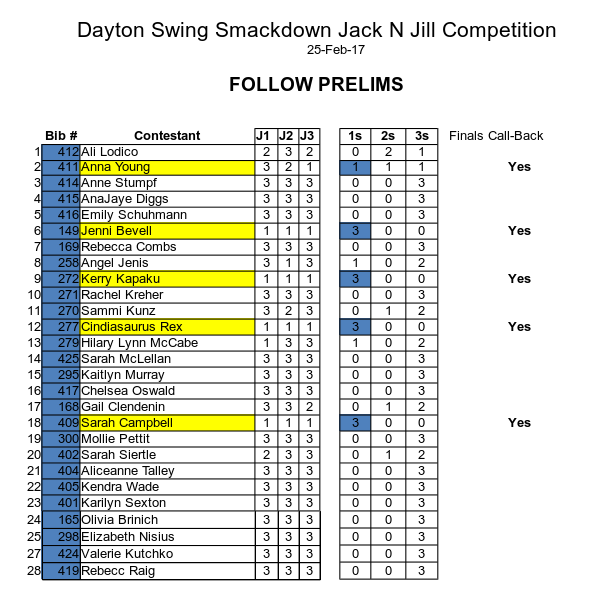 Dayton Swing Smackdown Jack N Jill Competition
25-Feb-17
FOLLOW PRELIMS
Bib # Contestant J1 J2 J3 1s 2s 3s Finals Call-Back
1 412 Ali Lodico 2 3 2 0 2 1
2 411 Anna Young 3 2 1 1 1 1 Yes
3 414 Anne Stumpf 3 3 3 0 0 3
4 415 AnaJaye Diggs 3 3 3 0 0 3
5 416 Emily Schuhmann 3 3 3 0 0 3
6 149 Jenni Bevell 1 1 1 3 0 0 Yes
7 169 Rebecca Combs 3 3 3 0 0 3
8 258 Angel Jenis 3 1 3 1 0 2
9 272 Kerry Kapaku 1 1 1 3 0 0 Yes
10 271 Rachel Kreher 3 3 3 0 0 3
11 270 Sammi Kunz 3 2 3 0 1 2
12 277 Cindiasaurus Rex 1 1 1 3 0 0 Yes
13 279 Hilary Lynn McCabe 1 3 3 1 0 2
14 425 Sarah McLellan 3 3 3 0 0 3
15 295 Kaitlyn Murray 3 3 3 0 0 3
16 417 Chelsea Oswald 3 3 3 0 0 3
17 168 Gail Clendenin 3 3 2 0 1 2
18 409 Sarah Campbell 1 1 1 3 0 0 Yes
19 300 Mollie Pettit 3 3 3 0 0 3
20 402 Sarah Siertle 2 3 3 0 1 2
21 404 Aliceanne Talley 3 3 3 0 0 3
22 405 Kendra Wade 3 3 3 0 0 3
23 401 Karilyn Sexton 3 3 3 0 0 3
24 165 Olivia Brinich 3 3 3 0 0 3
25 298 Elizabeth Nisius 3 3 3 0 0 3
27 424 Valerie Kutchko 3 3 3 0 0 3
28 419 Rebecc Raig 3 3 3 0 0 3